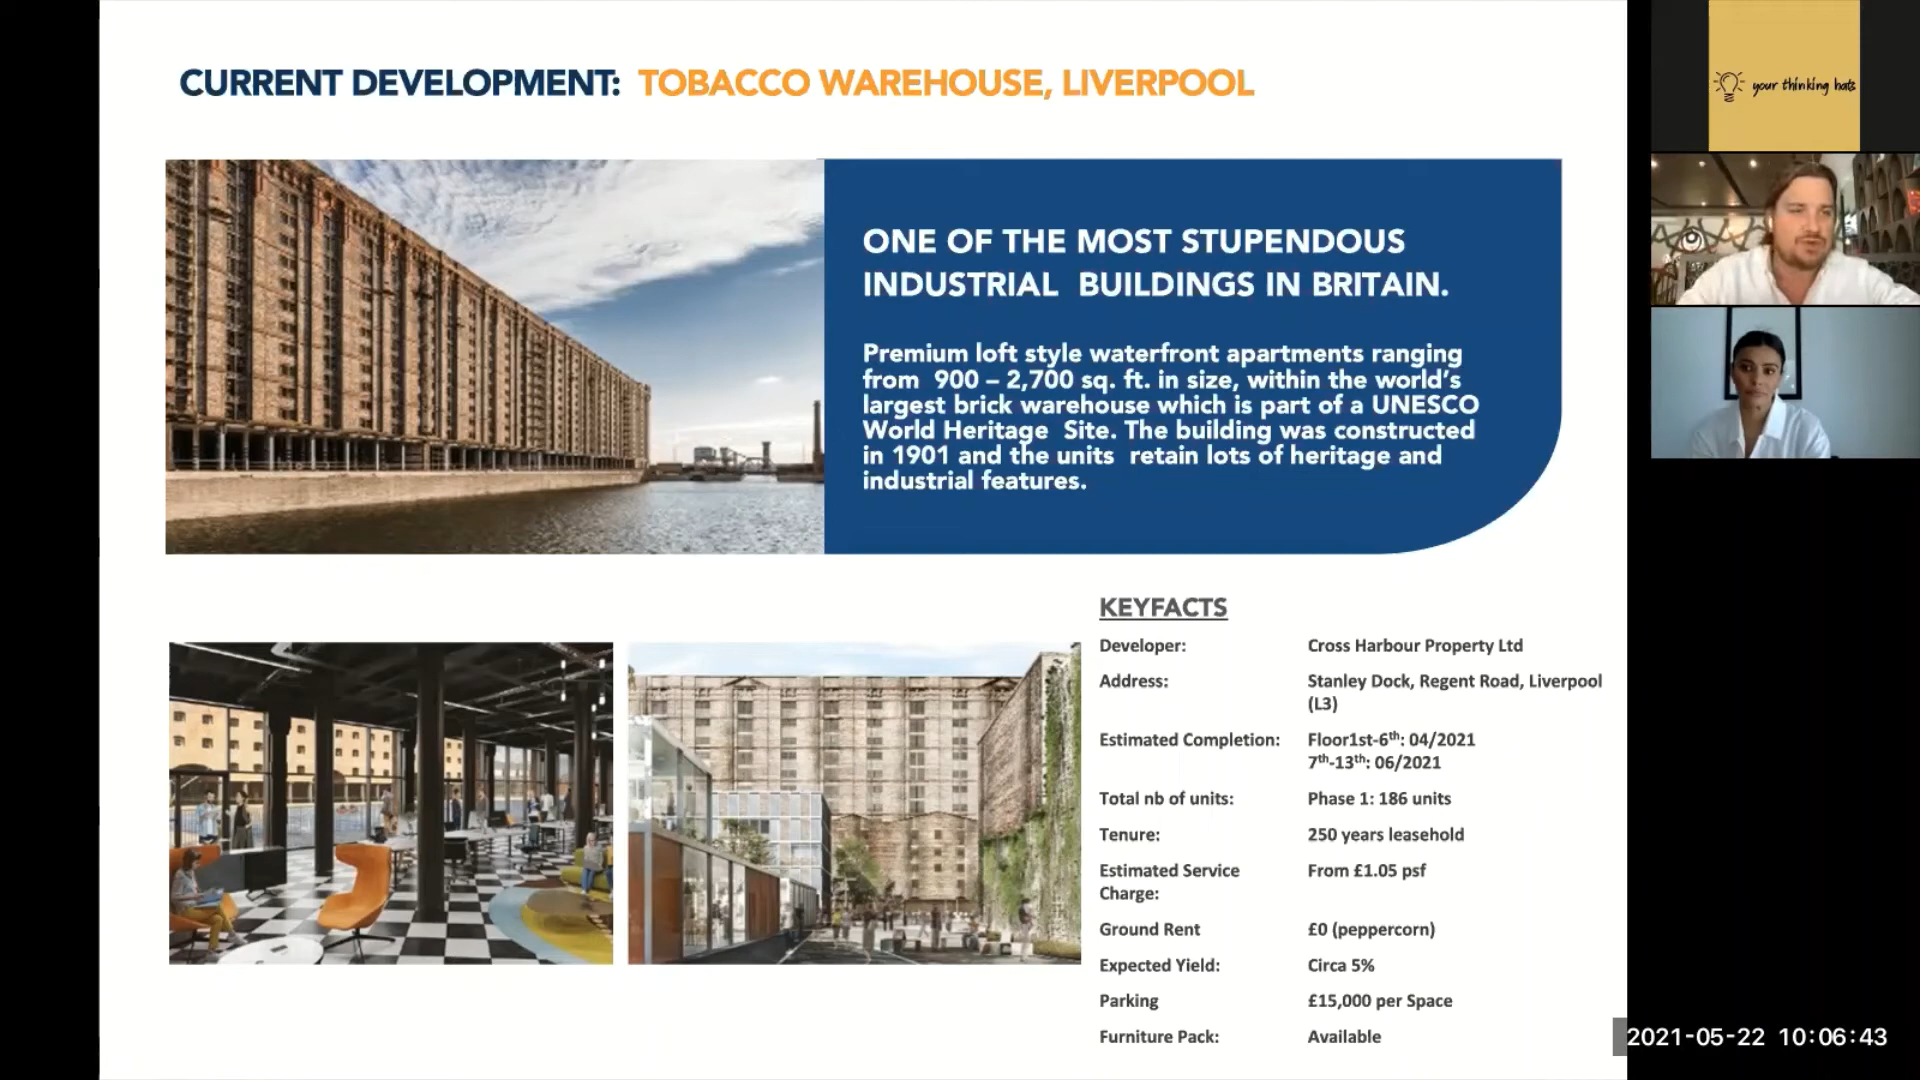 CURRENT DEVELOPMENT: TOBACCO WAREHOUSE, LIVERPOOL
your thinking hats
ONE OF THE MOST STUPENDOUS
INDUSTRIAL BUILDINGS IN BRITAIN.
Premium loft style waterfront apartments ranging
from 900 – 2,700 sq. ft. in size, within the world's
largest brick warehouse which is part of a UNESCO
World Heritage Site. The building was constructed
in 1901 and the units retain lots of heritage and
industrial features.
KEYFACTS
Developer: Cross Harbour Property Ltd
Address: Stanley Dock, Regent Road, Liverpool
(L3)
Estimated Completion: Floor1st-6th: 04/2021
7th-13th: 06/2021
Total nb of units: Phase 1: 186 units
Tenure: 250 years leasehold
Estimated Service From £1.05 psf
Charge:
Ground Rent £0 (peppercorn)
Expected Yield: Circa 5%
Parking £15,000 per Space
Furniture Pack: Available
2021-05-22 10:06:43